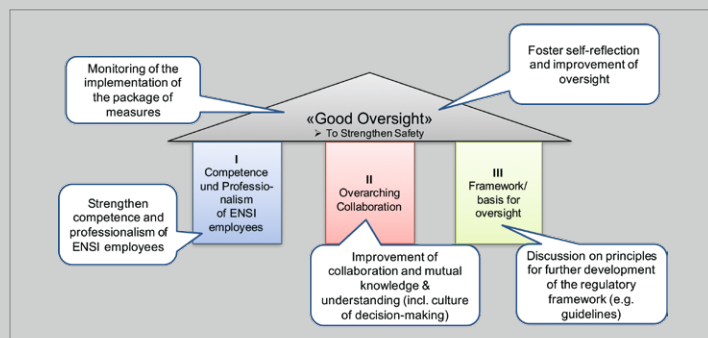 Monitoring of the
implementation of
the package of
measures
Foster self-reflection
and improvement of
oversight
«Good Oversight»
➢ To Strengthen Safety
I
Competence
und Professio-
nalism
of ENSI
employees
II
Overarching
Collaboration
III
Framework/
basis for
oversight
Strengthen
competence and
professionalism of
ENSI employees
Improvement of
collaboration and mutual
knowledge &
understanding (incl. culture
of decision-making)
Discussion on principles
for further development
of the regulatory
framework (e.g.
guidelines)